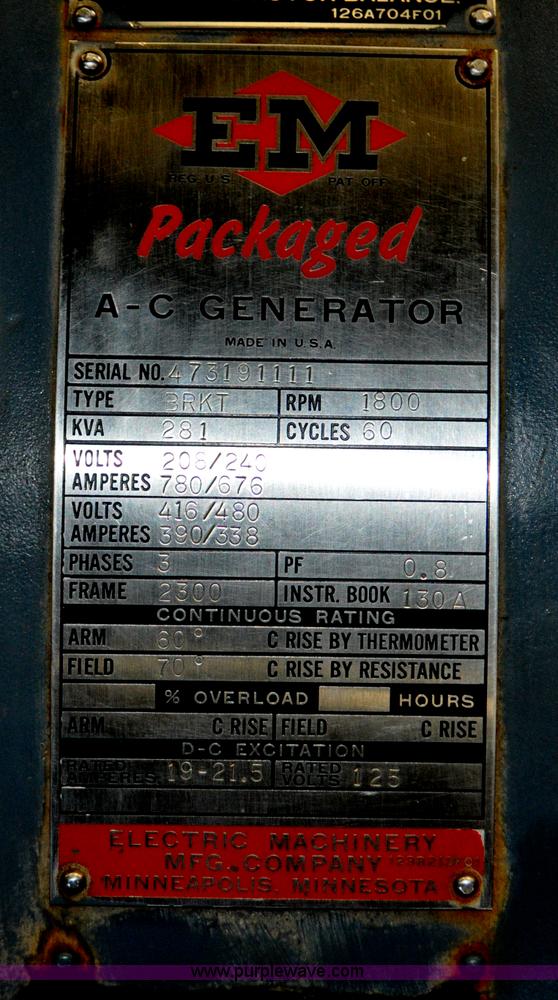 126A704F01
EM
REG. U.S. PAT. OFF.
Packaged
A-C GENERATOR
MADE IN U.S.A.
SERIAL NO. 473191111
TYPE BRKT RPM 1800
KVA 281 CYCLES 60
VOLTS 208/240
AMPERES 780/676
VOLTS 416/480
AMPERES 390/338
PHASES 3 PF 0.8
FRAME 2300 INSTR. BOOK 130A
CONTINUOUS RATING
ARM 60° C RISE BY THERMOMETER
FIELD 70° C RISE BY RESISTANCE
% OVERLOAD HOURS
ARM C RISE FIELD C RISE
D-C EXCITATION
RATED AMPERES 19-21.5 RATED VOLTS 125
ELECTRIC MACHINERY
MFG. COMPANY
MINNEAPOLIS, MINNESOTA
www.purplewave.com